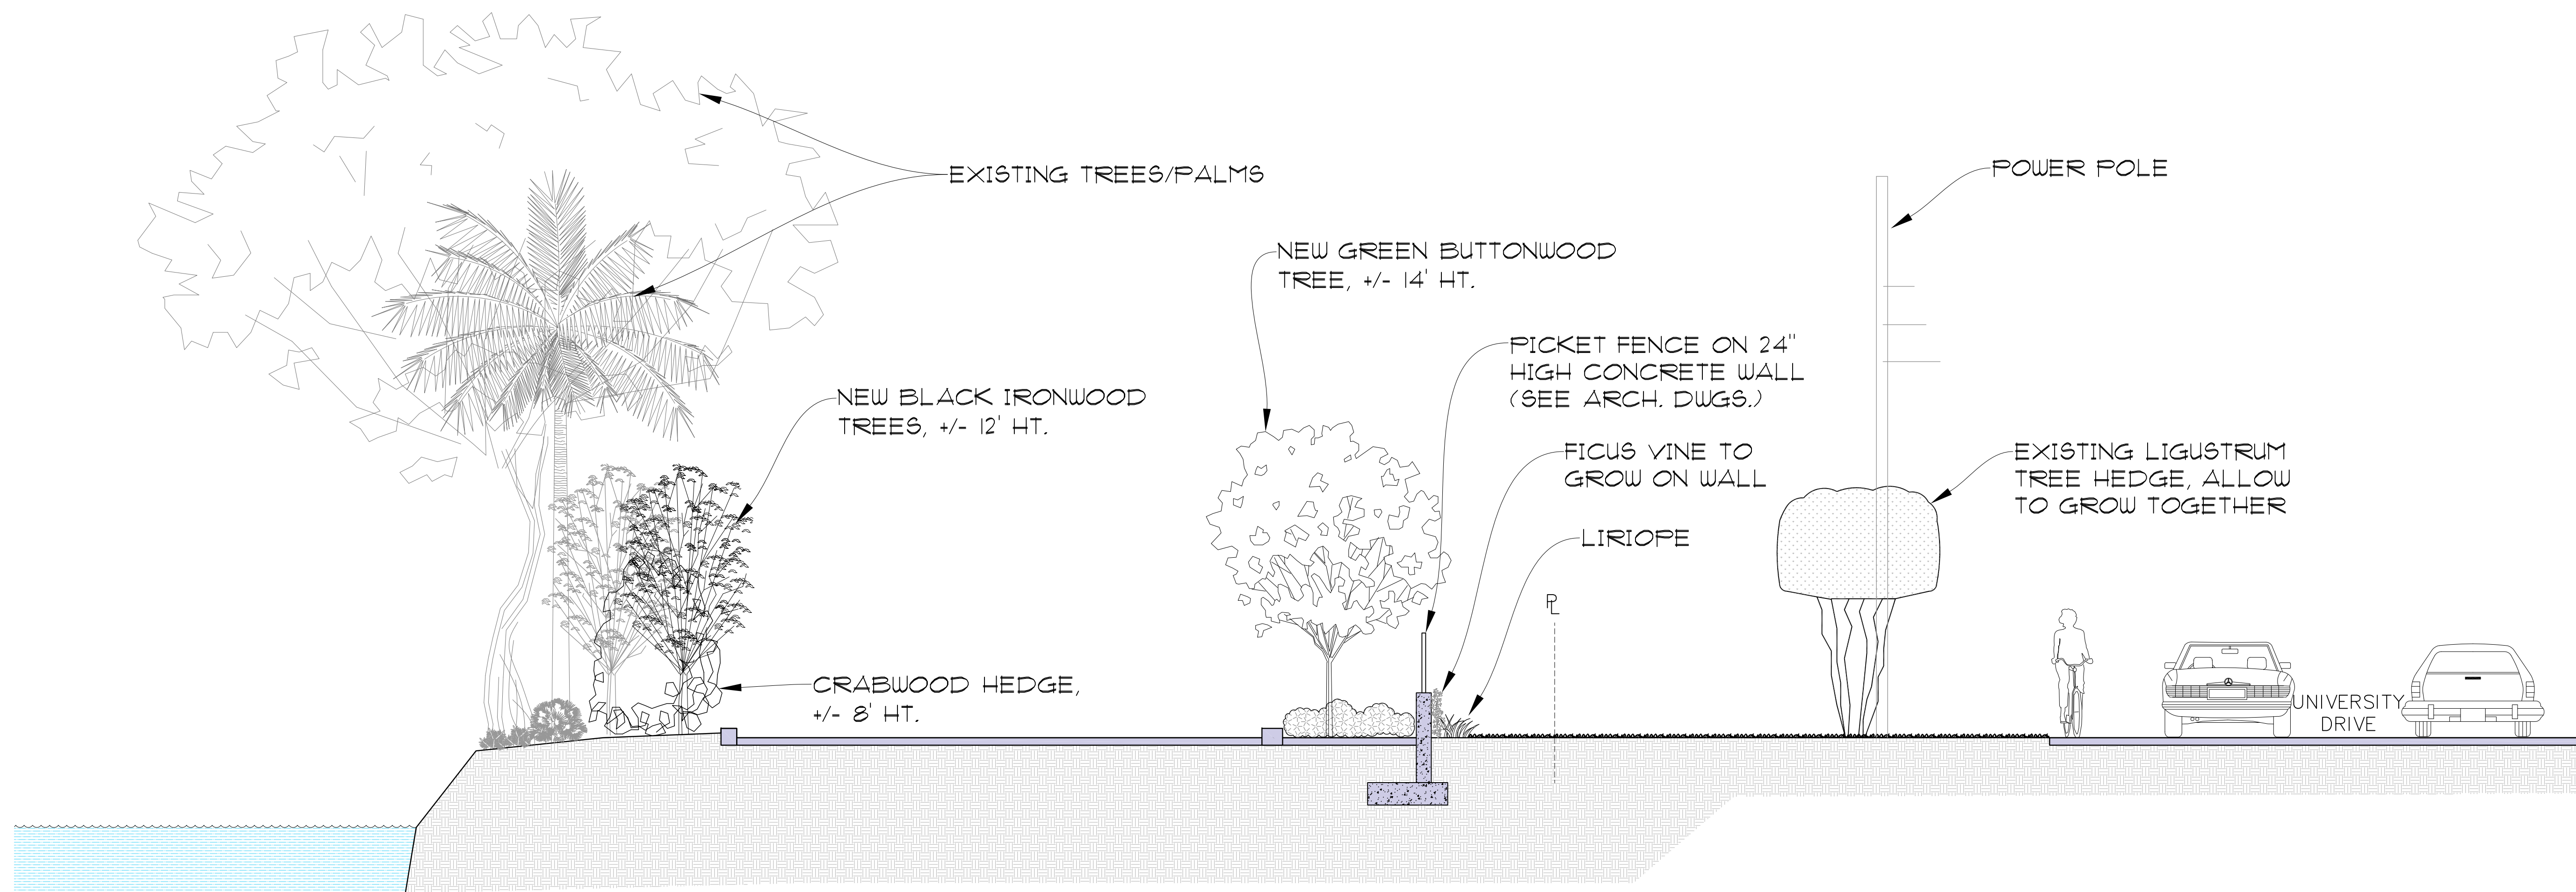 EXISTING TREES/PALMS
POWER POLE
NEW GREEN BUTTONWOOD
TREE, +/- 14' HT.
PICKET FENCE ON 24"
HIGH CONCRETE WALL
(SEE ARCH. DWGS.)
NEW BLACK IRONWOOD
TREES, +/- 12' HT.
FICUS VINE TO
GROW ON WALL
EXISTING LIGUSTRUM
TREE HEDGE, ALLOW
TO GROW TOGETHER
LIRIOPE
PL
CRABWOOD HEDGE,
+/- 8' HT.
UNIVERSITY
DRIVE